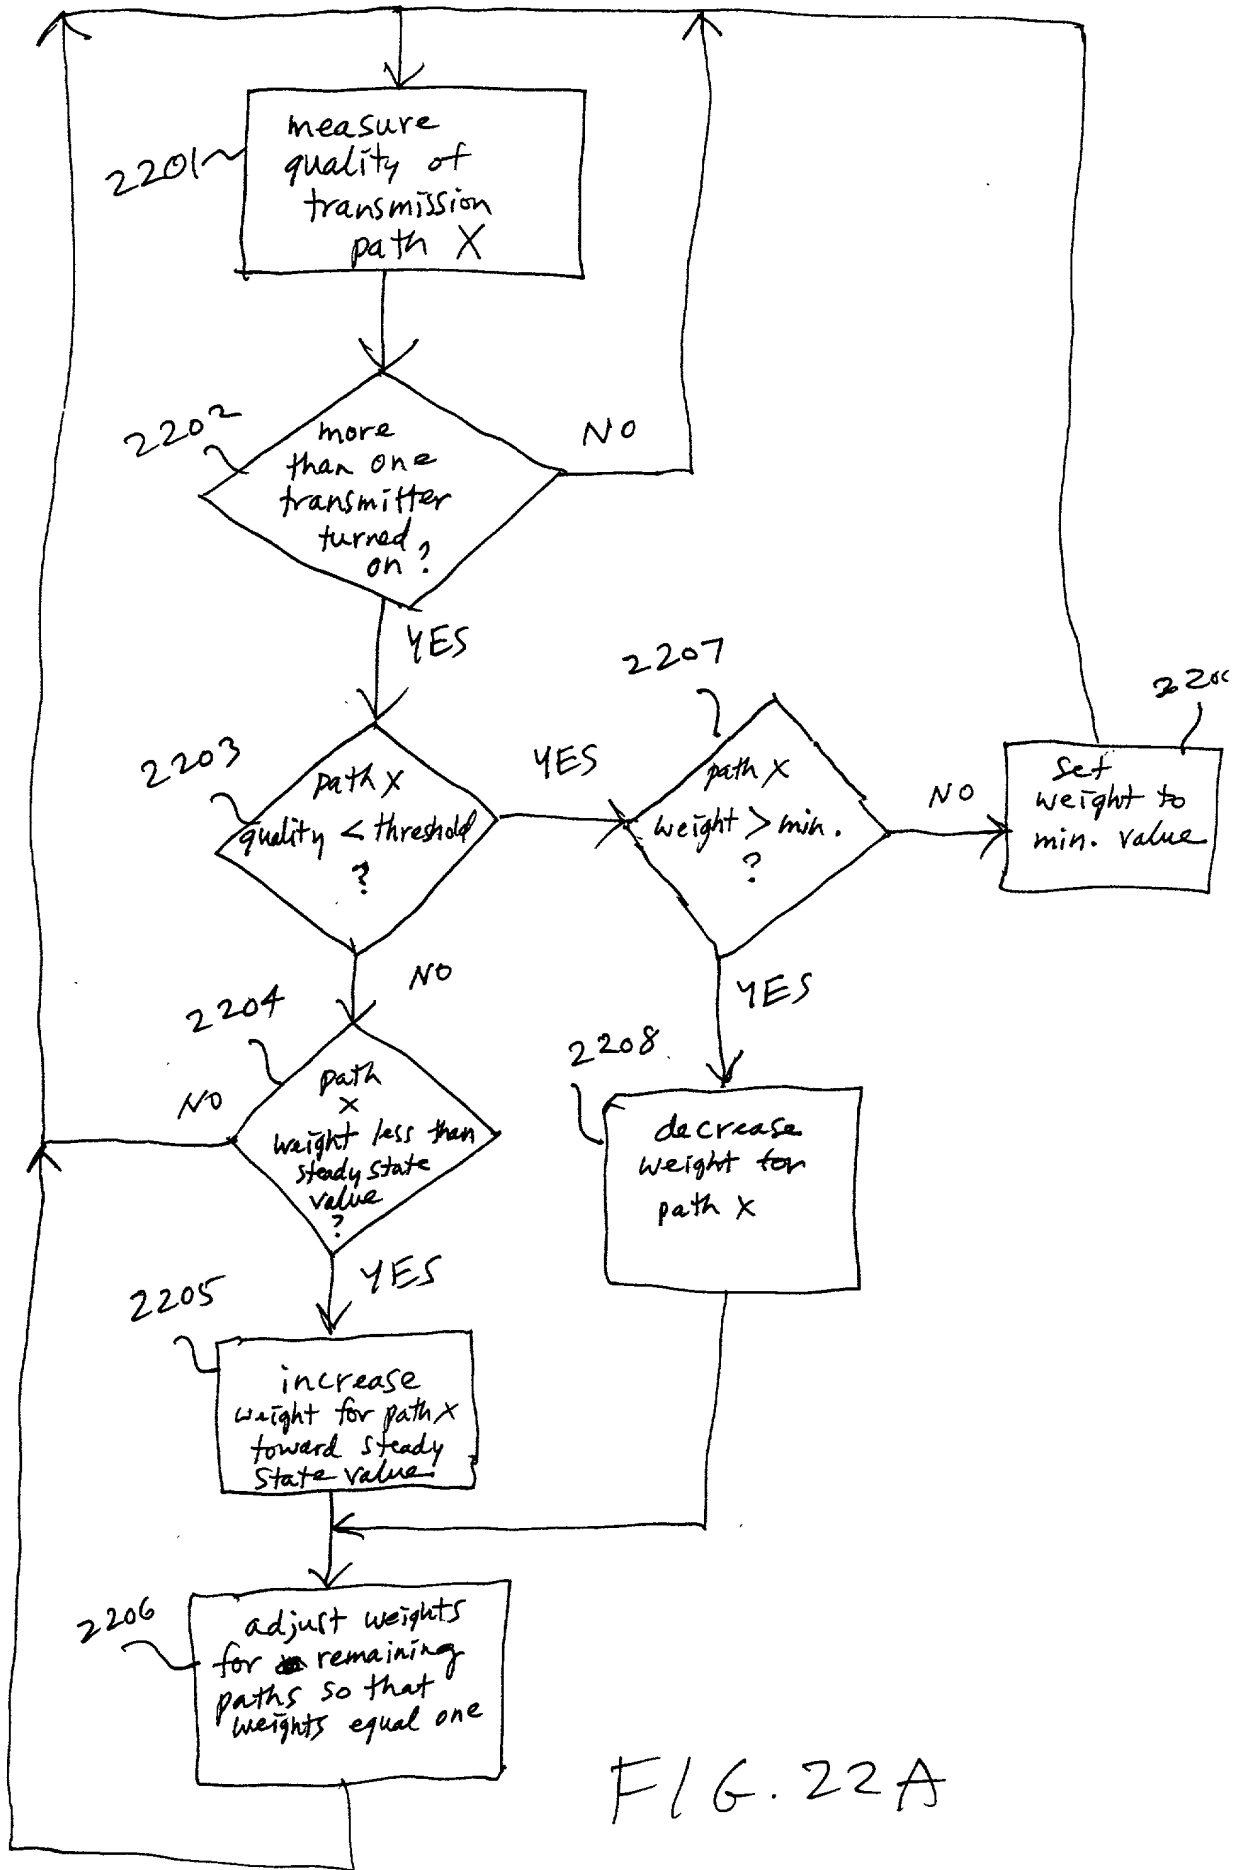 2201
measure
quality of
transmission
path X
2202
more
than one
transmitter
turned
on?
NO
YES
2203
path X
quality < threshold
?
YES
2207
path X
weight > min.
?
NO
set
weight to
min. value
NO
2204
path
X
weight less than
steady state
value
?
NO
YES
2208
decrease
weight for
path X
YES
2205
increase
weight for path X
toward steady
state value
2206
adjust weights
for remaining
paths so that
weights equal one
FIG. 22A